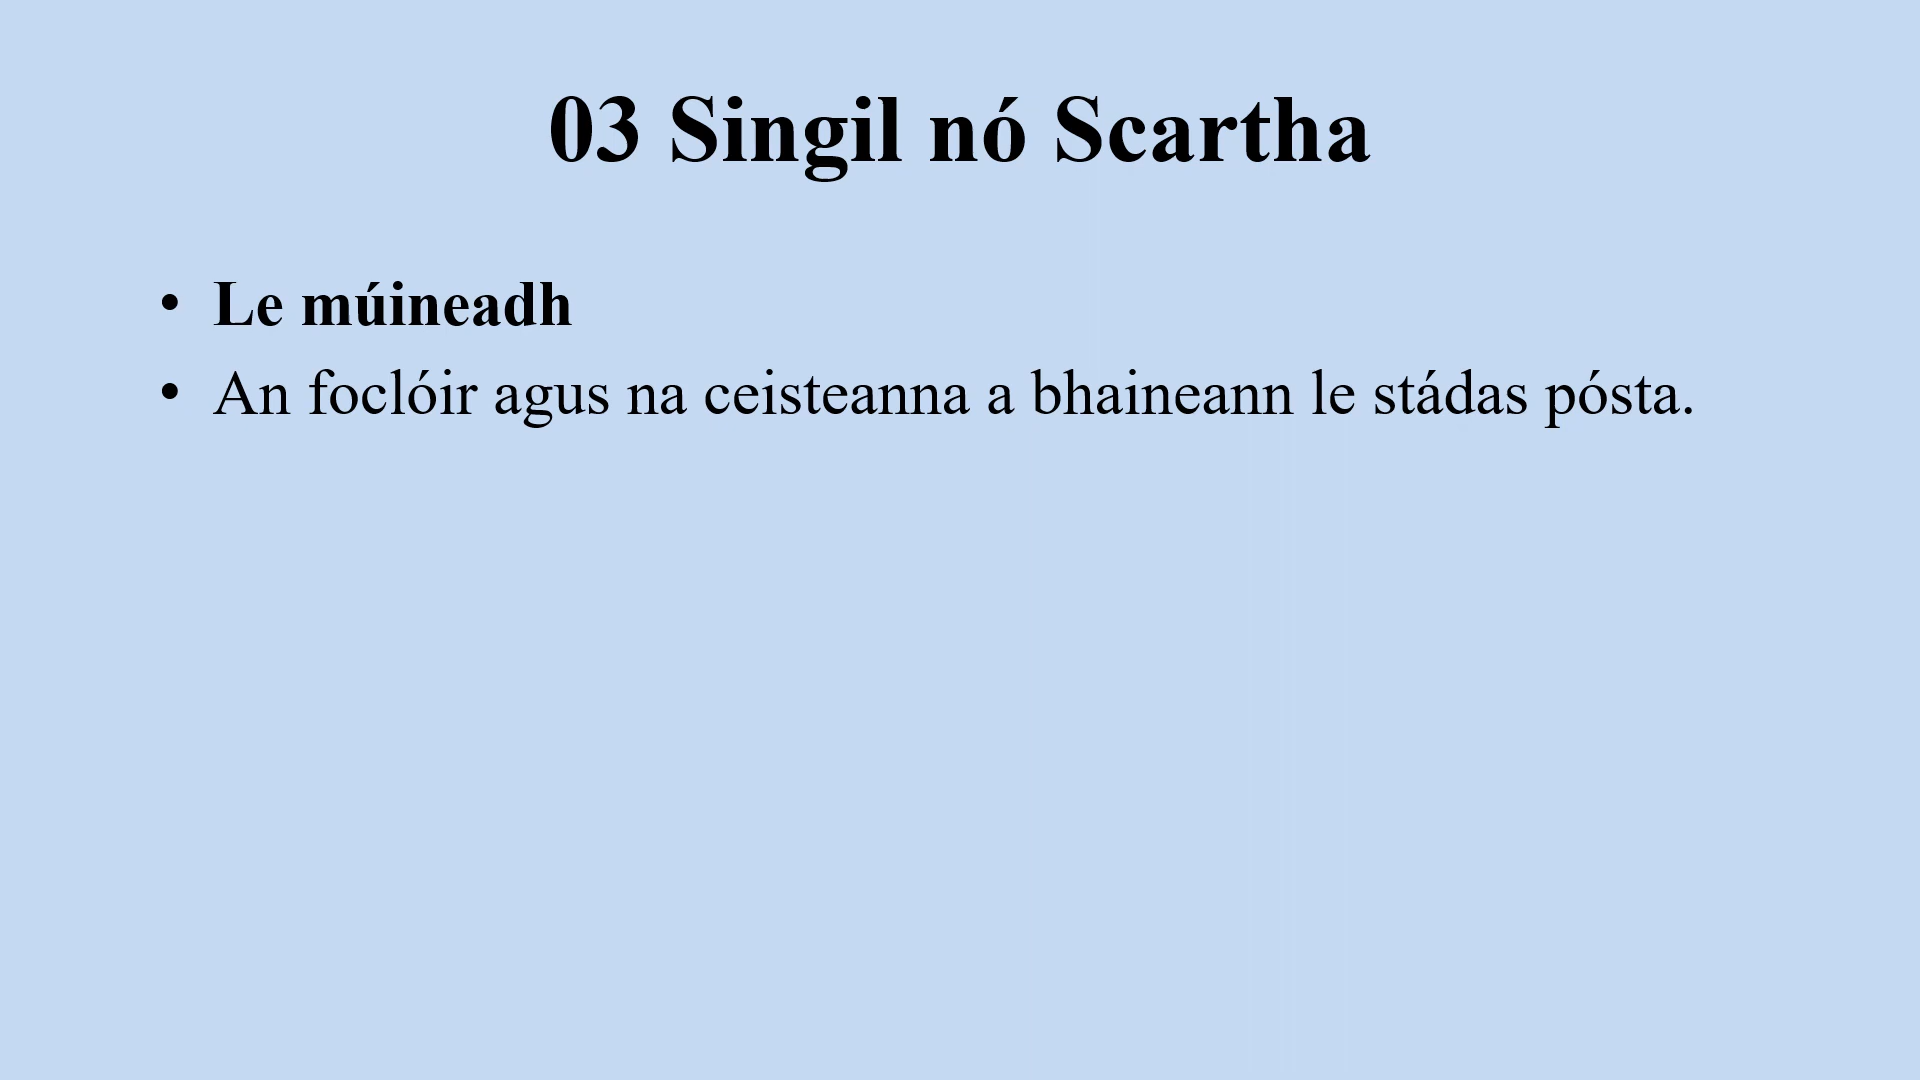 03 Singil nó Scartha
• Le múineadh
• An foclóir agus na ceisteanna a bhaineann le stádas pósta.